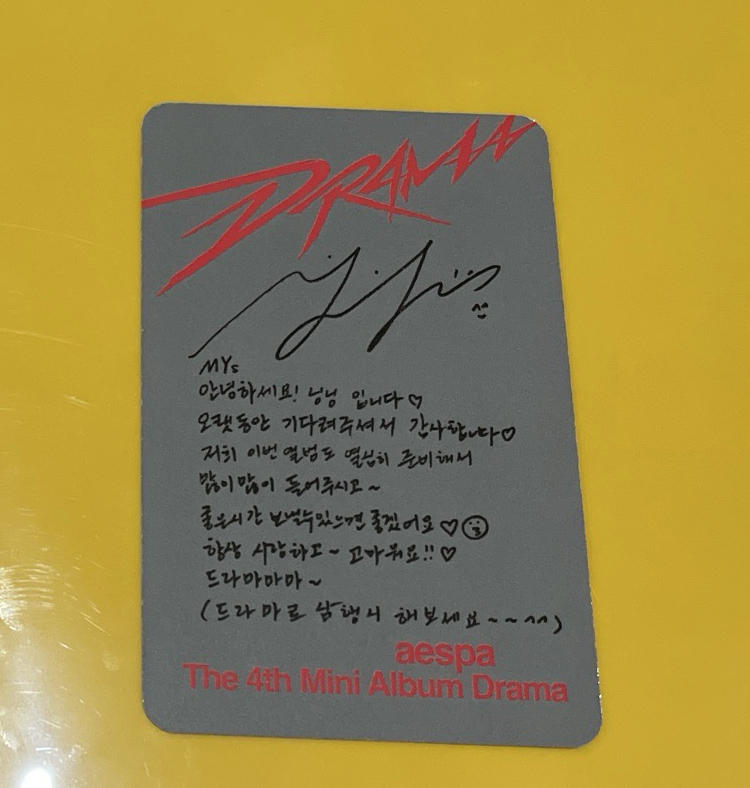 DRAMA
MYs
안녕하세요! 닝닝 입니다♡
오랫동안 기다려주셔서 감사합니다♡
저희 이번 앨범도 열심히 준비해서
많이많이 들어주시고~
좋은시간 보낼수있으면 좋겠어요♡
항상 사랑하고~ 고마워요!!♡
드라마마마~
(드라마로 삼행시 해보세요~~^^)
aespa
The 4th Mini Album Drama